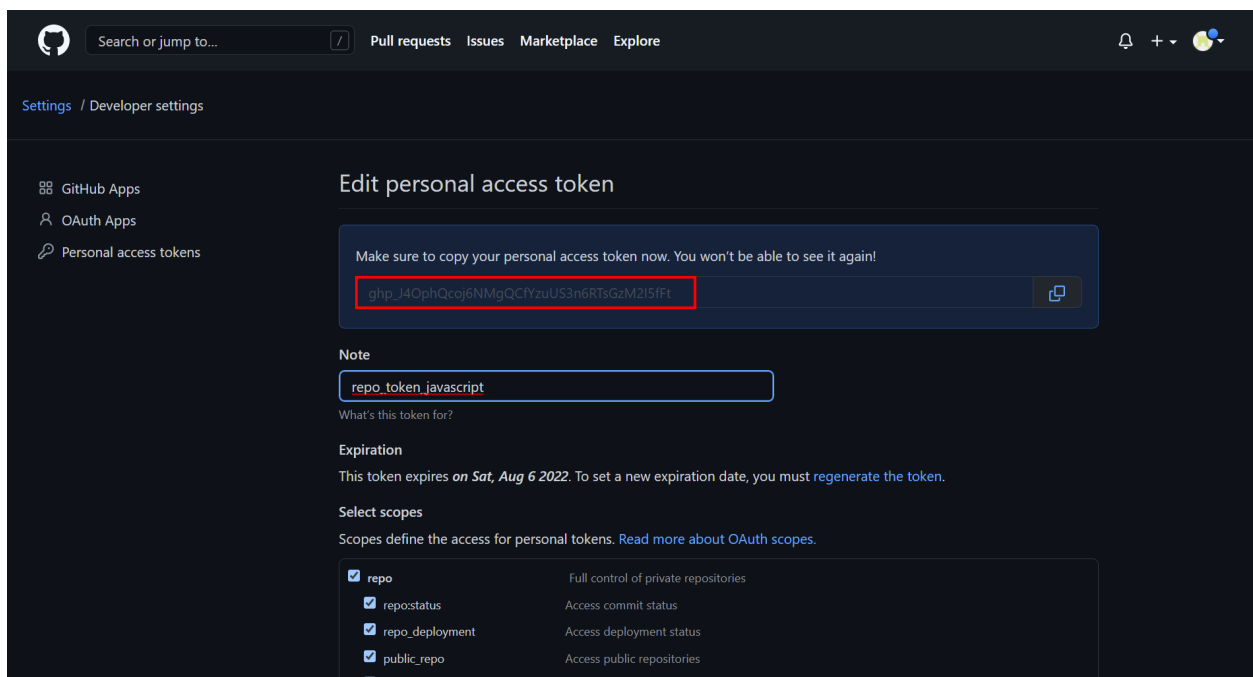 Search or jump to... / Pull requests Issues Marketplace Explore
Settings / Developer settings
GitHub Apps
OAuth Apps
Personal access tokens
Edit personal access token
Make sure to copy your personal access token now. You won't be able to see it again!
Note
repo_token_javascript
What's this token for?
Expiration
This token expires on Sat, Aug 6 2022. To set a new expiration date, you must regenerate the token.
Select scopes
Scopes define the access for personal tokens. Read more about OAuth scopes.
repo Full control of private repositories
repo:status Access commit status
repo_deployment Access deployment status
public_repo Access public repositories